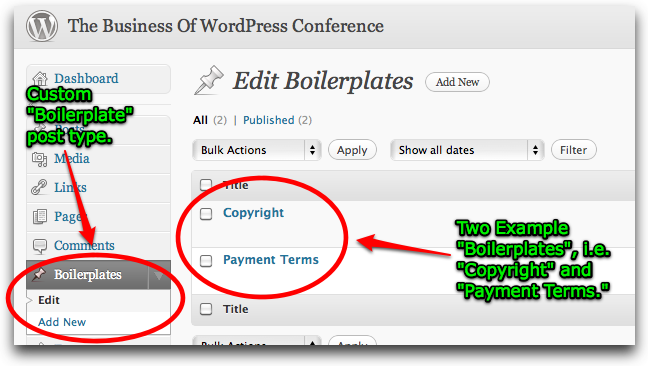 The Business Of WordPress Conference
Dashboard
Custom
"Boilerplate"
post type.
Posts
Media
Links
Pages
Comments
Boilerplates
Edit
Add New
Edit Boilerplates Add New
All (2) | Published (2)
Bulk Actions Apply Show all dates Filter
Title
Copyright
Payment Terms
Title
Bulk Actions Apply
Two Example
"Boilerplates", i.e.
"Copyright" and
"Payment Terms."